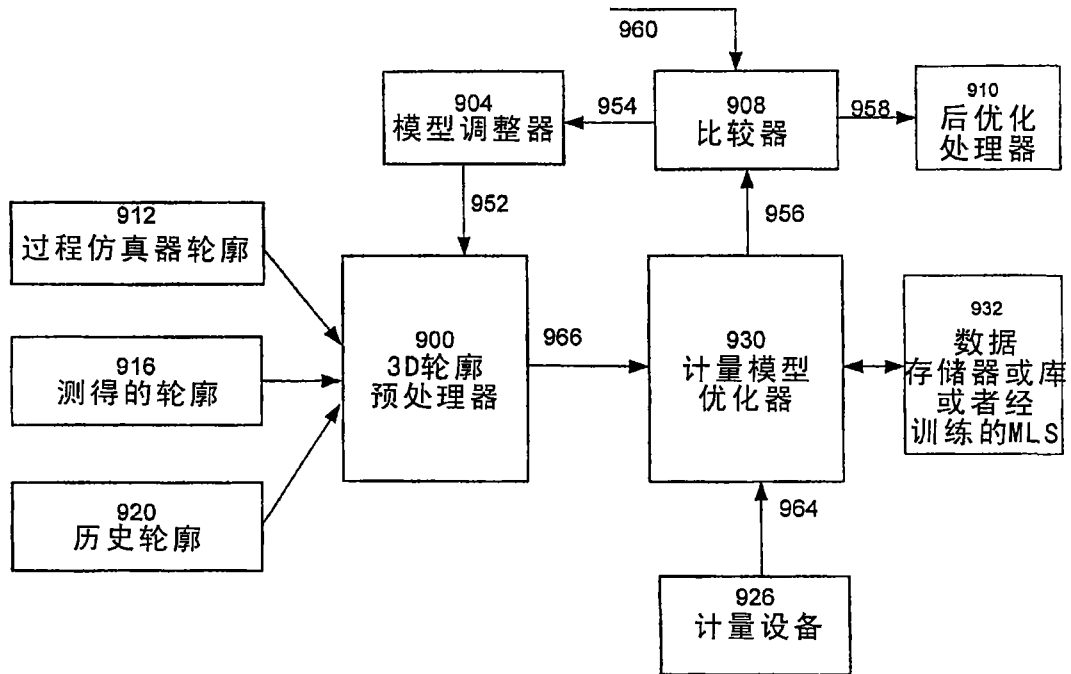 960
904
模型调整器
954
908
比较器
958
910
后优化
处理器
952
956
912
过程仿真器轮廓
916
测得的轮廓
920
历史轮廓
900
3D轮廓
预处理器
966
930
计量模型
优化器
932
数据
存储器或库
或者经
训练的MLS
964
926
计量设备